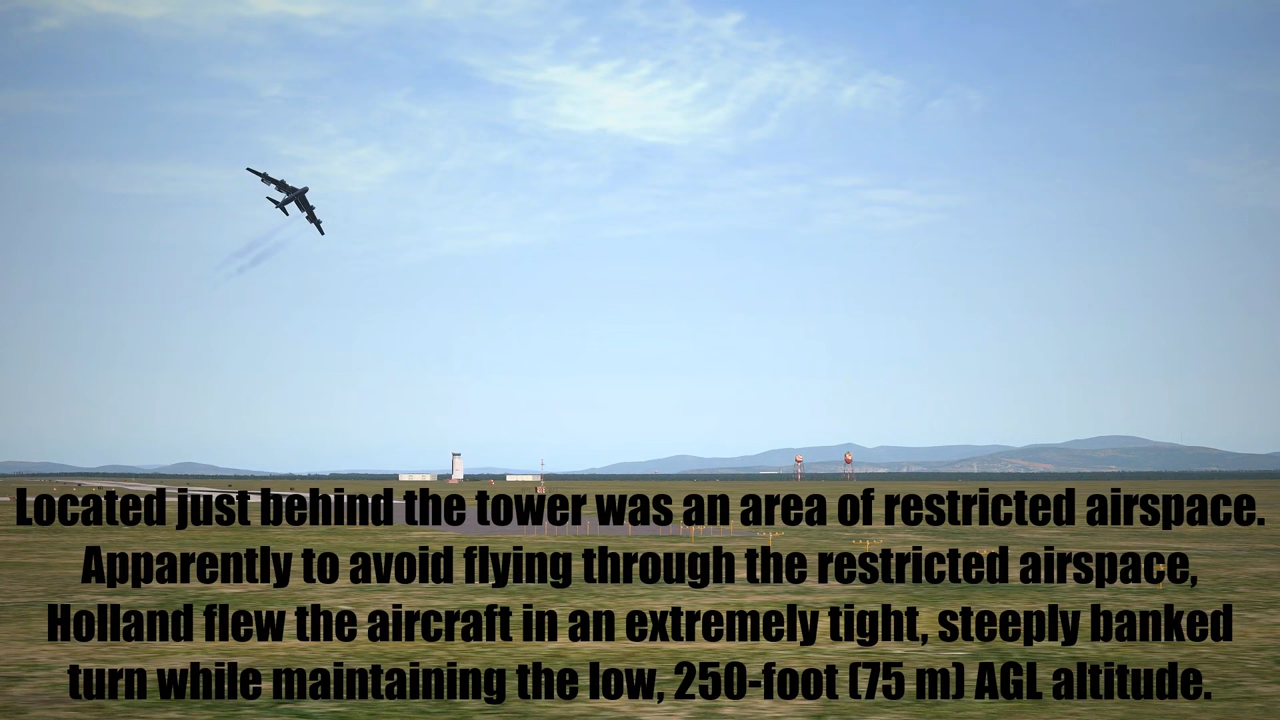 Located just behind the tower was an area of restricted airspace.
Apparently to avoid flying through the restricted airspace,
Holland flew the aircraft in an extremely tight, steeply banked
turn while maintaining the low, 250-foot (75 m) AGL altitude.